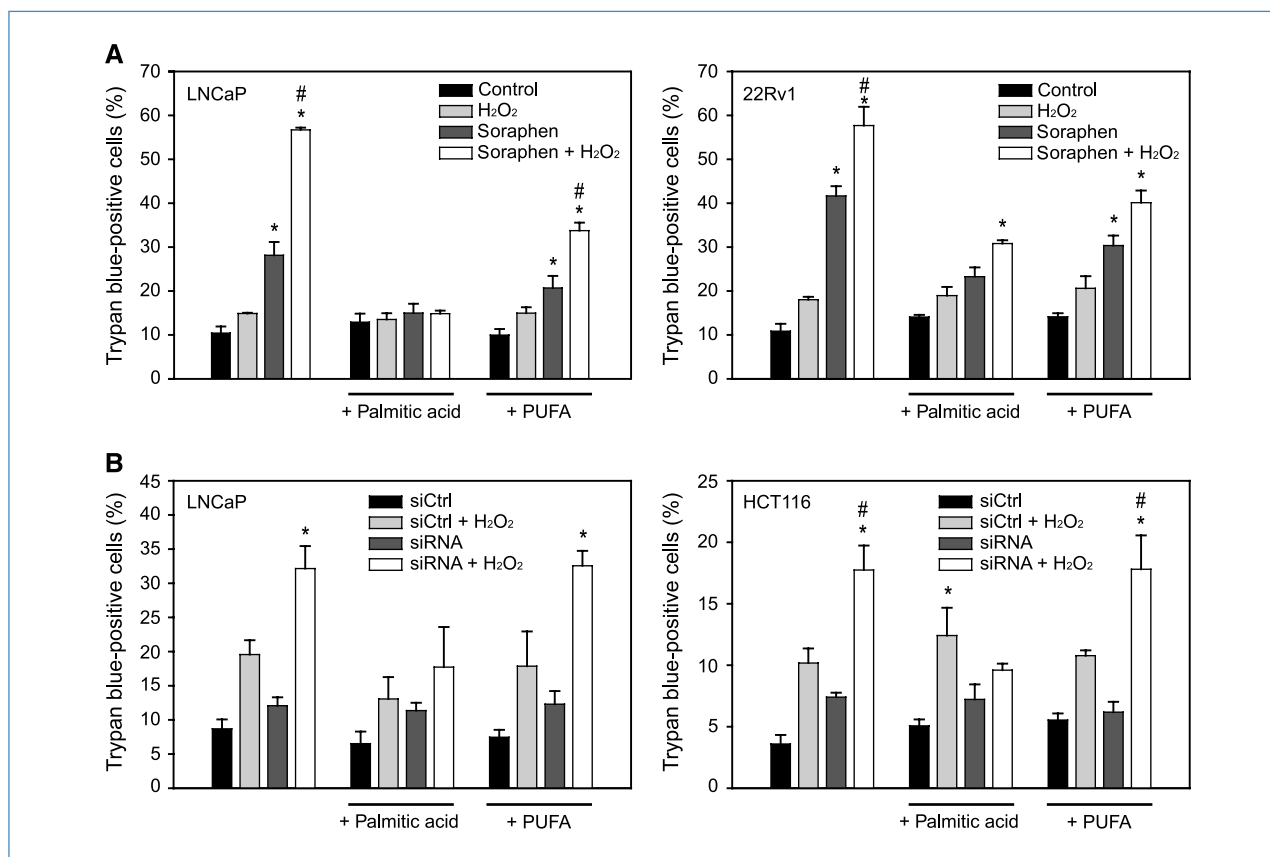 A
Trypan blue-positive cells (%)
70
60
50
40
30
20
10
0
LNCaP
Control
H₂O₂
Soraphen
Soraphen + H₂O₂
*
#
*
*
#
*
+ Palmitic acid
+ PUFA
Trypan blue-positive cells (%)
70
60
50
40
30
20
10
0
22Rv1
Control
H₂O₂
Soraphen
Soraphen + H₂O₂
*
#
*
*
*
*
+ Palmitic acid
+ PUFA
B
Trypan blue-positive cells (%)
45
40
35
30
25
20
15
10
5
0
LNCaP
siCtrl
siCtrl + H₂O₂
siRNA
siRNA + H₂O₂
*
*
+ Palmitic acid
+ PUFA
Trypan blue-positive cells (%)
25
20
15
10
5
0
HCT116
siCtrl
siCtrl + H₂O₂
siRNA
siRNA + H₂O₂
#
*
*
#
*
+ Palmitic acid
+ PUFA